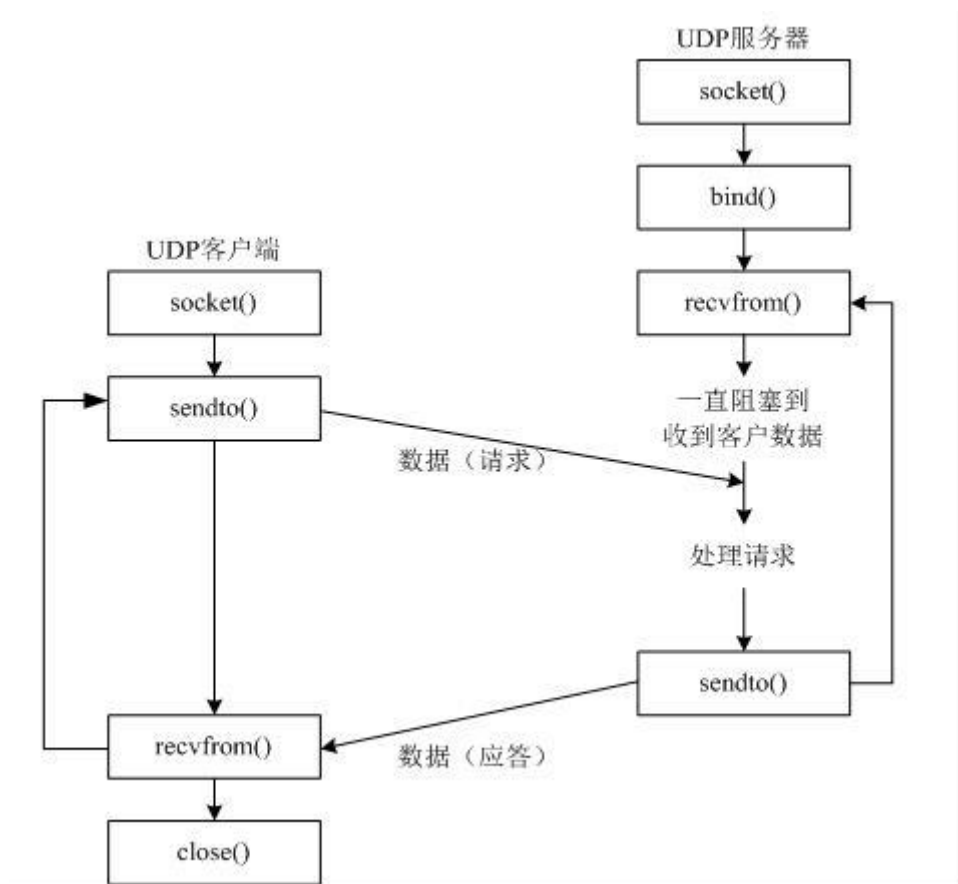 UDP服务器
socket()
bind()
recvfrom()
一直阻塞到
收到客户数据
处理请求
sendto()
UDP客户端
socket()
sendto()
数据（请求）
recvfrom()
数据（应答）
close()